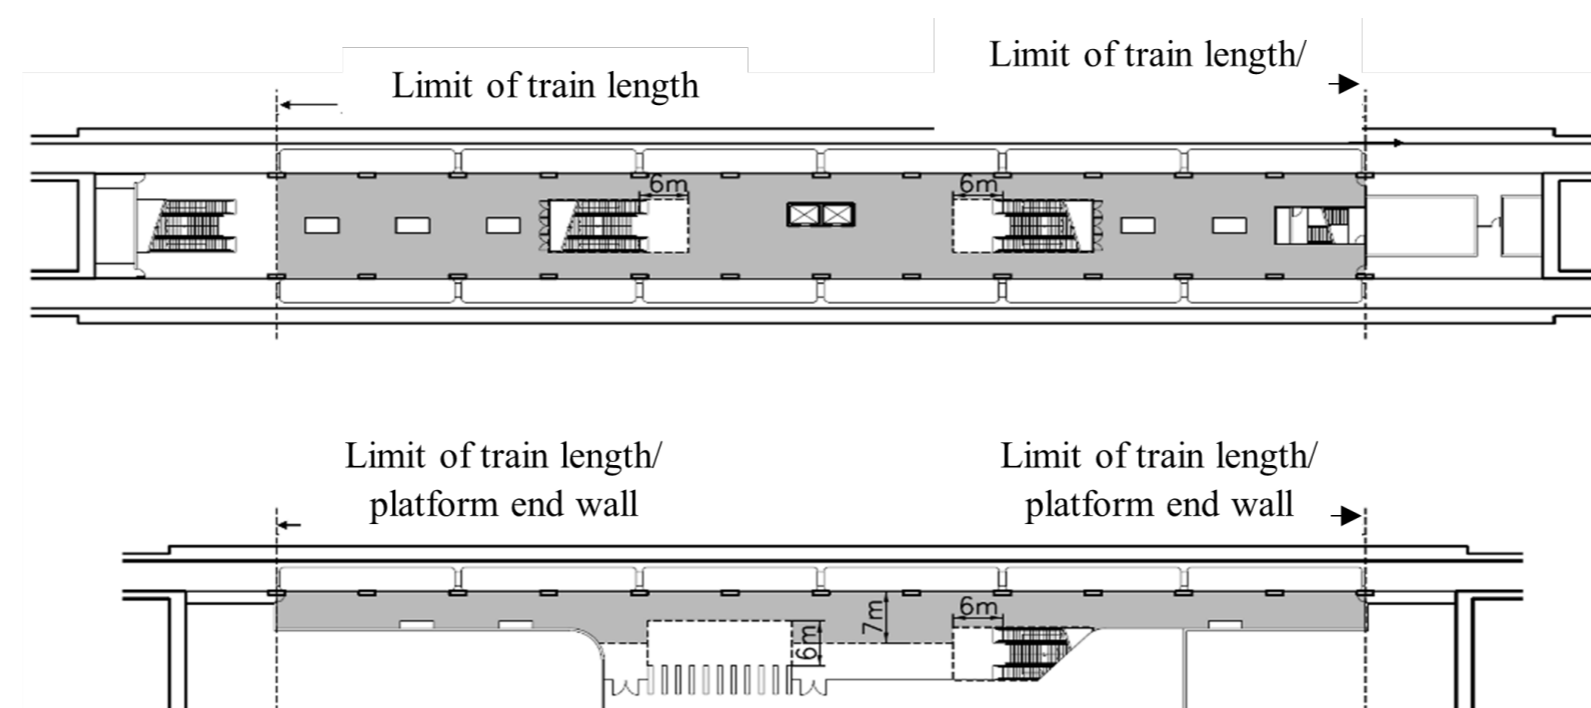 Limit of train length
Limit of train length/
6m
6m
Limit of train length/
platform end wall
Limit of train length/
platform end wall
7m
6m
6m